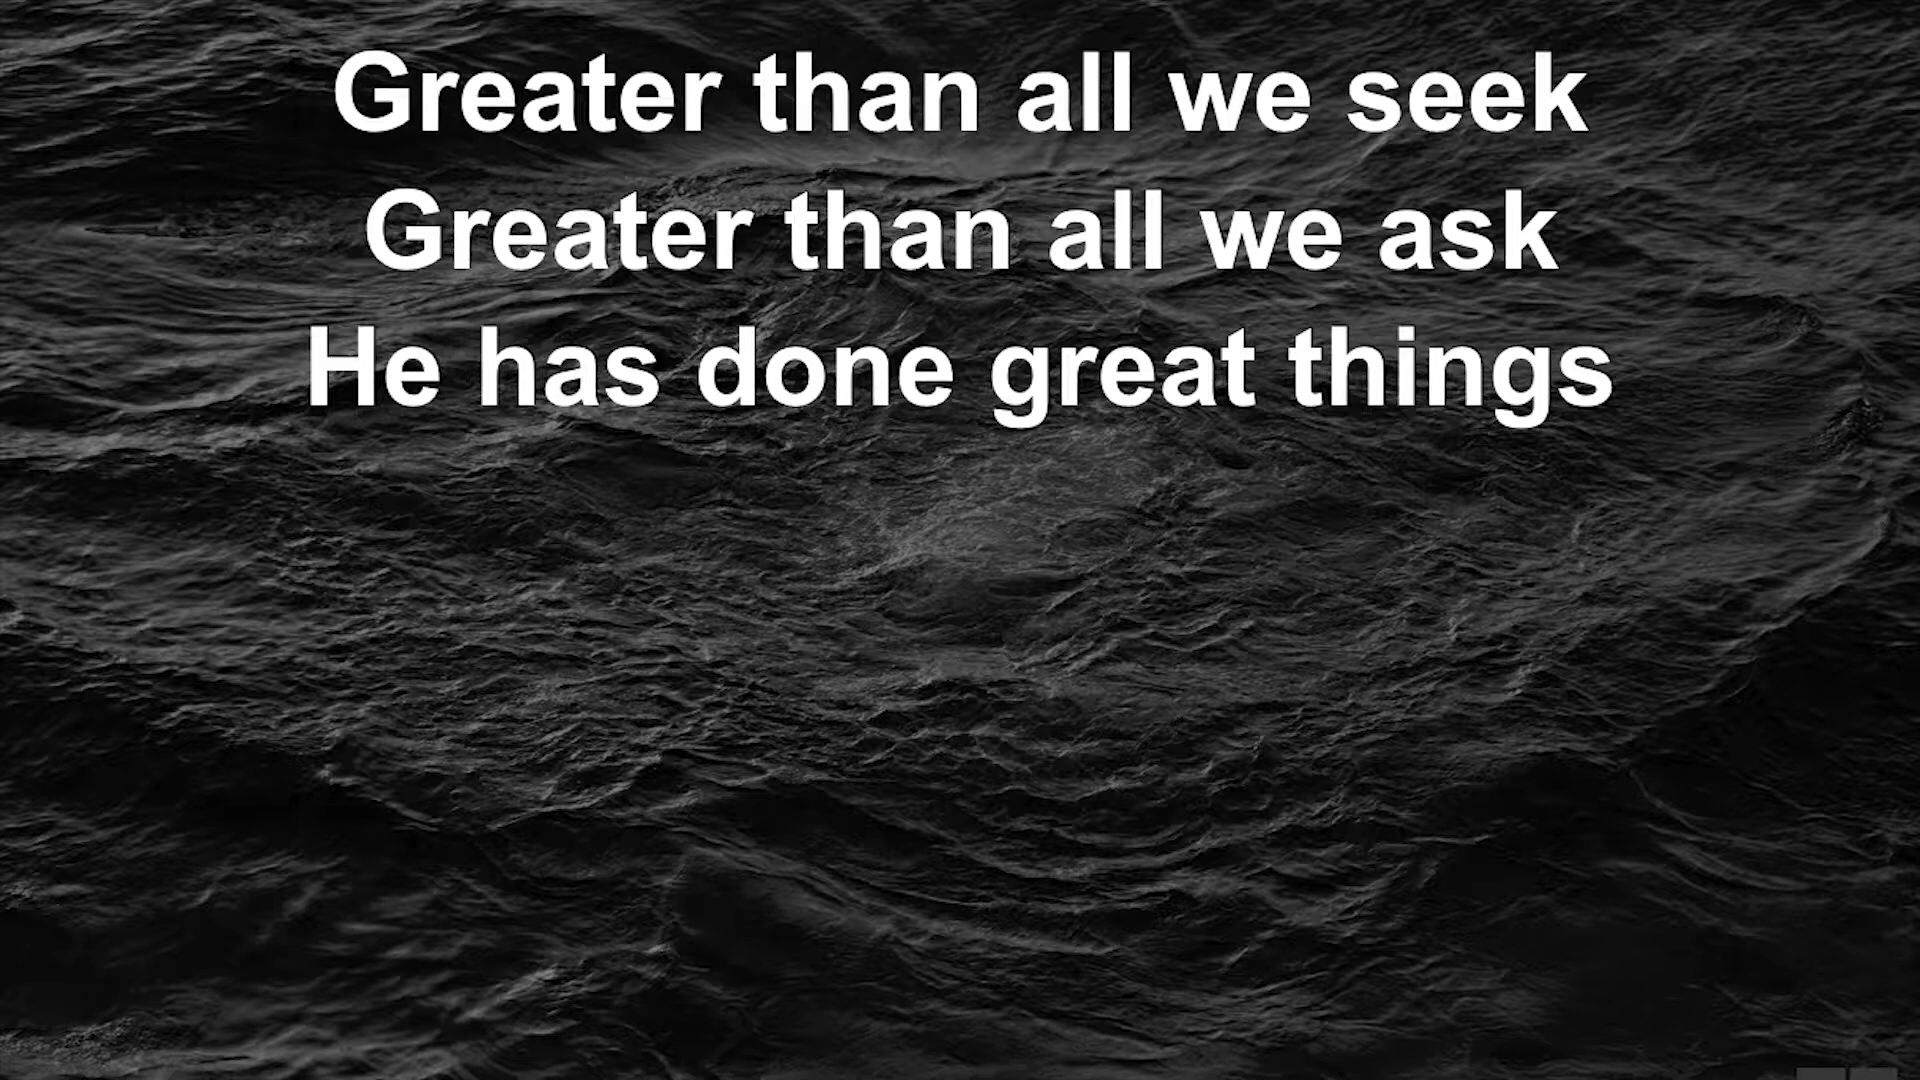 Greater than all we seek
Greater than all we ask
He has done great things